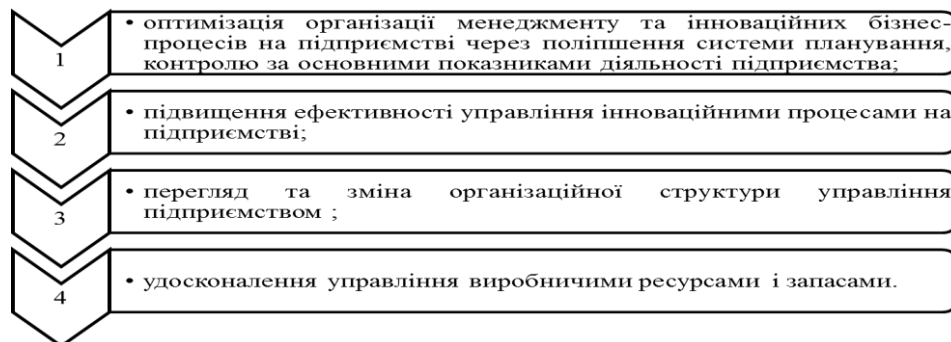 1
• оптимізація організації менеджменту та інноваційних бізнес-
процесів на підприємстві через поліпшення системи планування,
контролю за основними показниками діяльності підприємства;
2
• підвищення ефективності управління інноваційними процесами на
підприємстві;
3
• перегляд та зміна організаційної структури управління
підприємством ;
4
• удосконалення управління виробничими ресурсами і запасами.